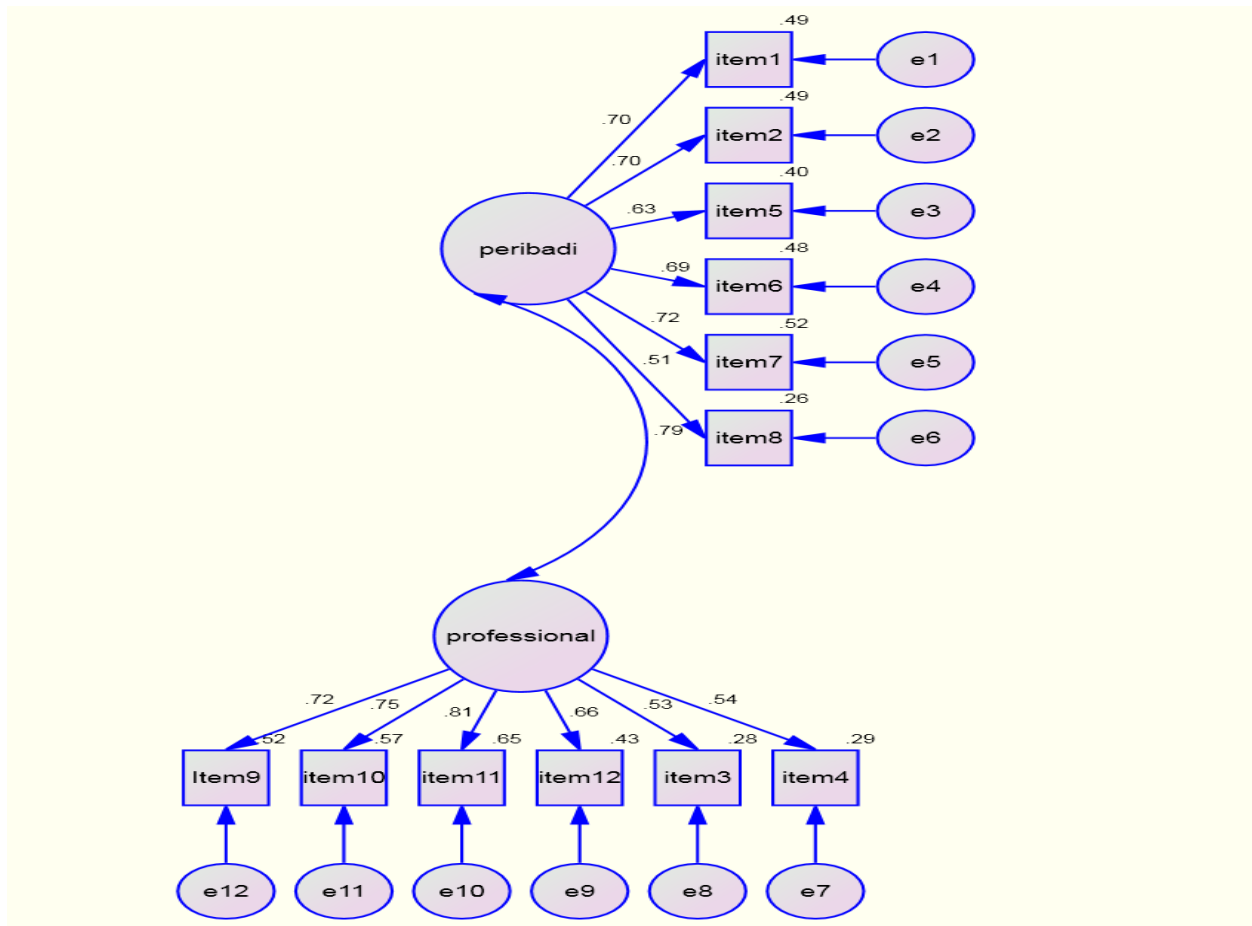 .49
item1
e1
.70
.49
item2
e2
.70
.40
item5
e3
.63
peribadi
.48
item6
e4
.69
.52
item7
e5
.72
.26
item8
e6
.51
.79
professional
.72
.75
.81
.66
.53
.54
.52
.57
.65
.43
.28
.29
Item9
item10
item11
item12
item3
item4
e12
e11
e10
e9
e8
e7